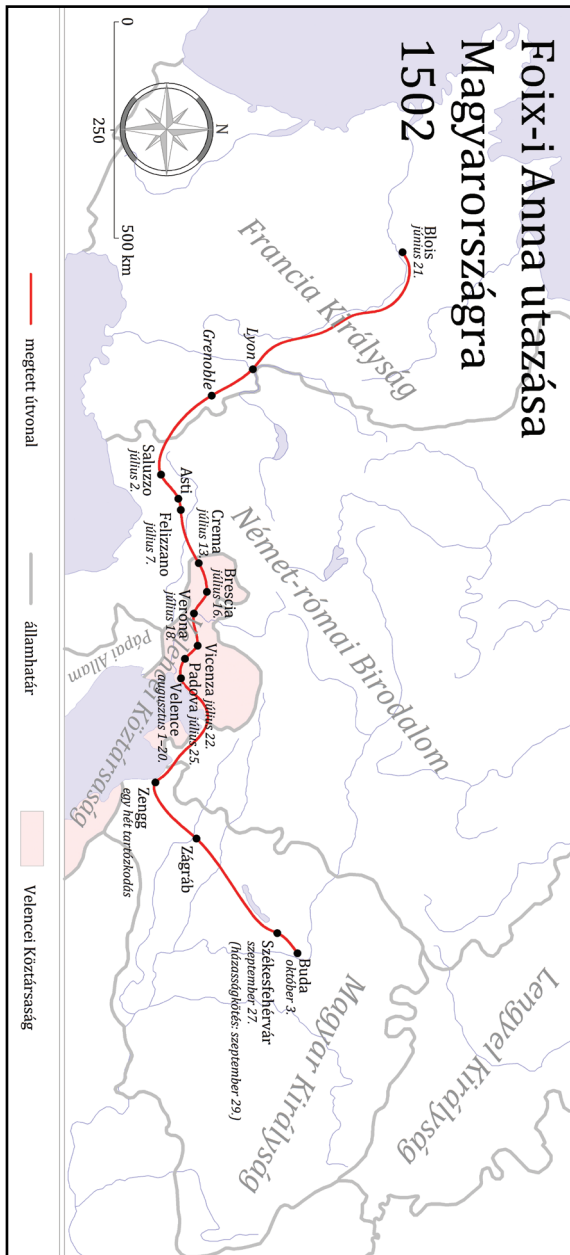 Foix-i Anna utazása
Magyarországra
1502
N
0
250
500 km
Blois
június 21.
Francia Királyság
Lyon
Grenoble
Saluzzo
július 2.
Asti
Felizzano
július 7.
Crema
július 13.
Brescia
július 16.
Verona
július 18.
Vicenza július 22.
Padova július 25.
Velence
augusztus 1–20.
Velencei Köztársaság
Pápai Állam
Német-római Birodalom
Zengg
egy hét tartózkodás
Zágráb
Székesfehérvár
szeptember 27.
(házasságkötés: szeptember 29.)
Buda
október 3.
Magyar Királyság
Lengyel Királyság
megtett útvonal
államhatár
Velencei Köztársaság